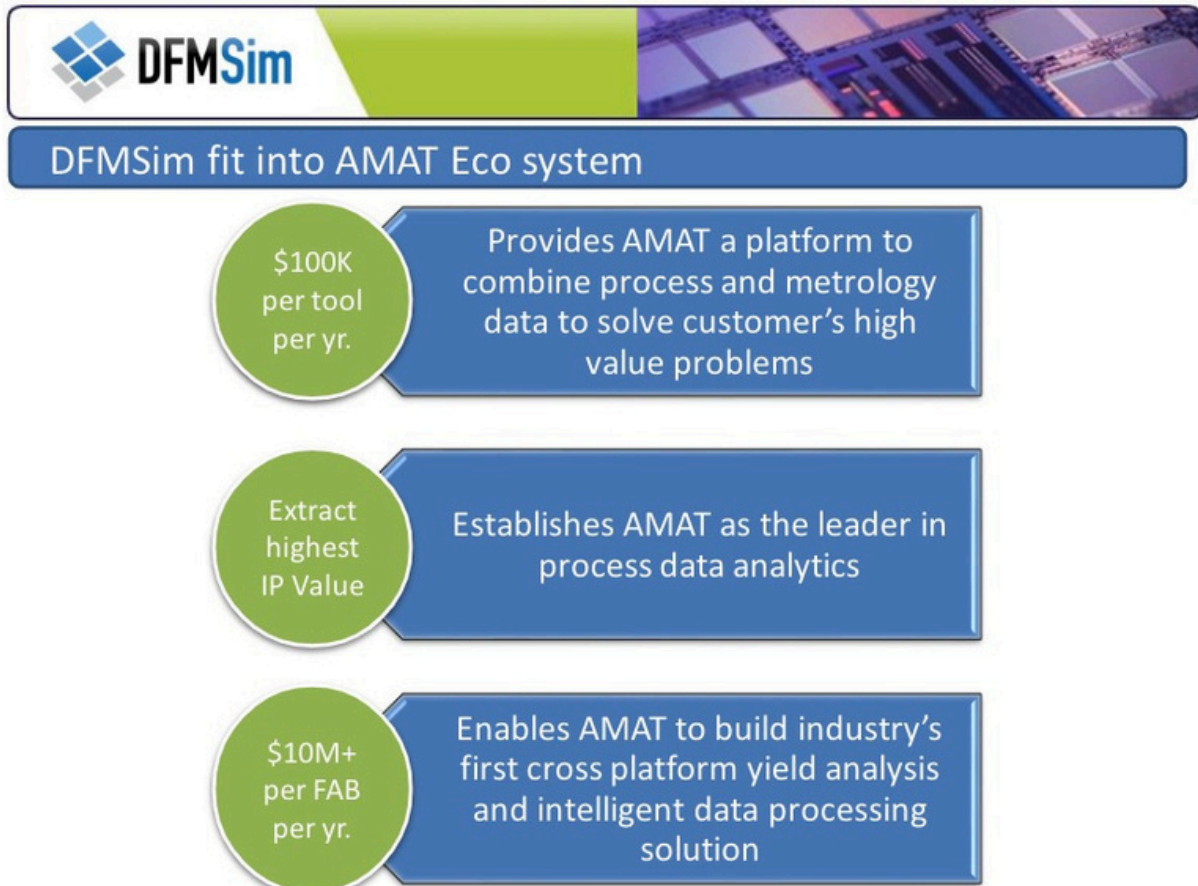 DFMSim
DFMSim fit into AMAT Eco system
$100K
per tool
per yr.
Provides AMAT a platform to
combine process and metrology
data to solve customer’s high
value problems
Extract
highest
IP Value
Establishes AMAT as the leader in
process data analytics
$10M+
per FAB
per yr.
Enables AMAT to build industry’s
first cross platform yield analysis
and intelligent data processing
solution